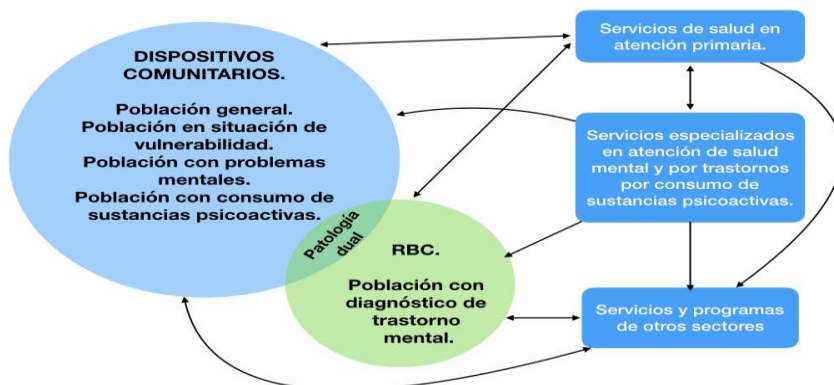 DISPOSITIVOS
COMUNITARIOS.
Población general.
Población en situación de
vulnerabilidad.
Población con problemas
mentales.
Población con consumo de
sustancias psicoactivas.
Patología
dual
RBC.
Población con
diagnóstico de
trastorno
mental.
Servicios de salud en
atención primaria.
Servicios especializados
en atención de salud
mental y por trastornos
por consumo de
sustancias psicoactivas.
Servicios y programas
de otros sectores